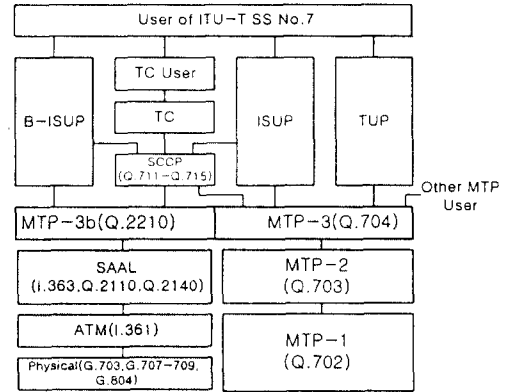 User of ITU-T SS No.7
TC User
B-ISUP
TC
ISUP
TUP
SCCP
(Q.711-Q.715)
Other MTP
User
MTP-3b(Q.2210)
MTP-3(Q.704)
SAAL
(I.363,Q.2110,Q.2140)
MTP-2
(Q.703)
ATM(I.361)
MTP-1
(Q.702)
Physical(G.703,G.707-709,
G.804)